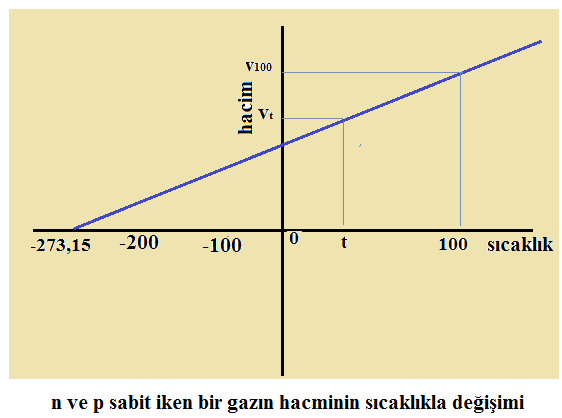 v100
vt
hacim
-273,15
-200
-100
0
t
100
sıcaklık
n ve p sabit iken bir gazın hacminin sıcaklıkla değişimi